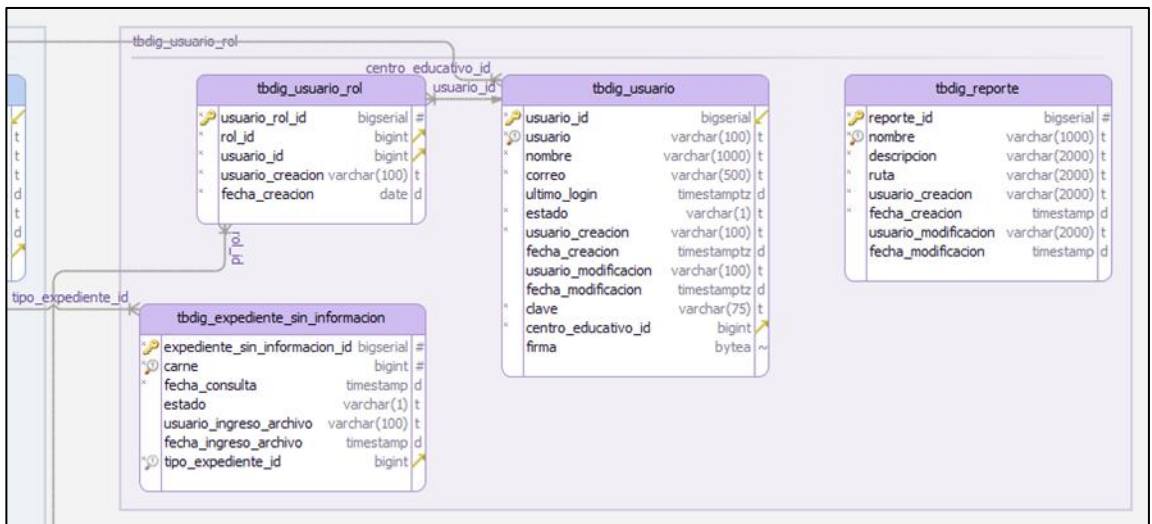 tbdig_usuario_rol
centro_educativo_id
usuario_id
tbdig_usuario_rol
usuario_rol_id bigserial #
rol_id bigint
usuario_id bigint
usuario_creacion varchar(100) t
fecha_creacion date d
rol_id
tbdig_usuario
usuario_id bigserial
usuario varchar(100) t
nombre varchar(1000) t
correo varchar(500) t
ultimo_login timestamptz d
estado varchar(1) t
usuario_creacion varchar(100) t
fecha_creacion timestamptz d
usuario_modificacion varchar(100) t
fecha_modificacion timestamptz d
clave varchar(75) t
centro_educativo_id bigint
firma bytea ~
tbdig_reporte
reporte_id bigserial #
nombre varchar(1000) t
descripcion varchar(2000) t
ruta varchar(2000) t
usuario_creacion varchar(2000) t
fecha_creacion timestamp d
usuario_modificacion varchar(2000) t
fecha_modificacion timestamp d
t
t
t
d
t
d
tipo_expediente_id
tbdig_expediente_sin_informacion
expediente_sin_informacion_id bigserial #
carne bigint #
fecha_consulta timestamp d
estado varchar(1) t
usuario_ingreso_archivo varchar(100) t
fecha_ingreso_archivo timestamp d
tipo_expediente_id bigint